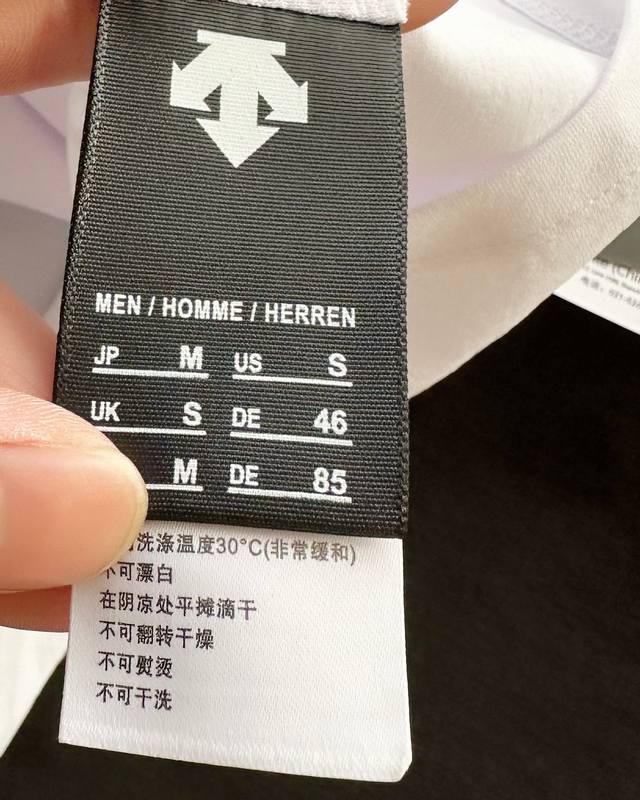 MEN / HOMME / HERREN
JP M US S
UK S DE 46
M DE 85
洗涤温度30°C(非常缓和)
不可漂白
在阴凉处平摊滴干
不可翻转干燥
不可熨烫
不可干洗